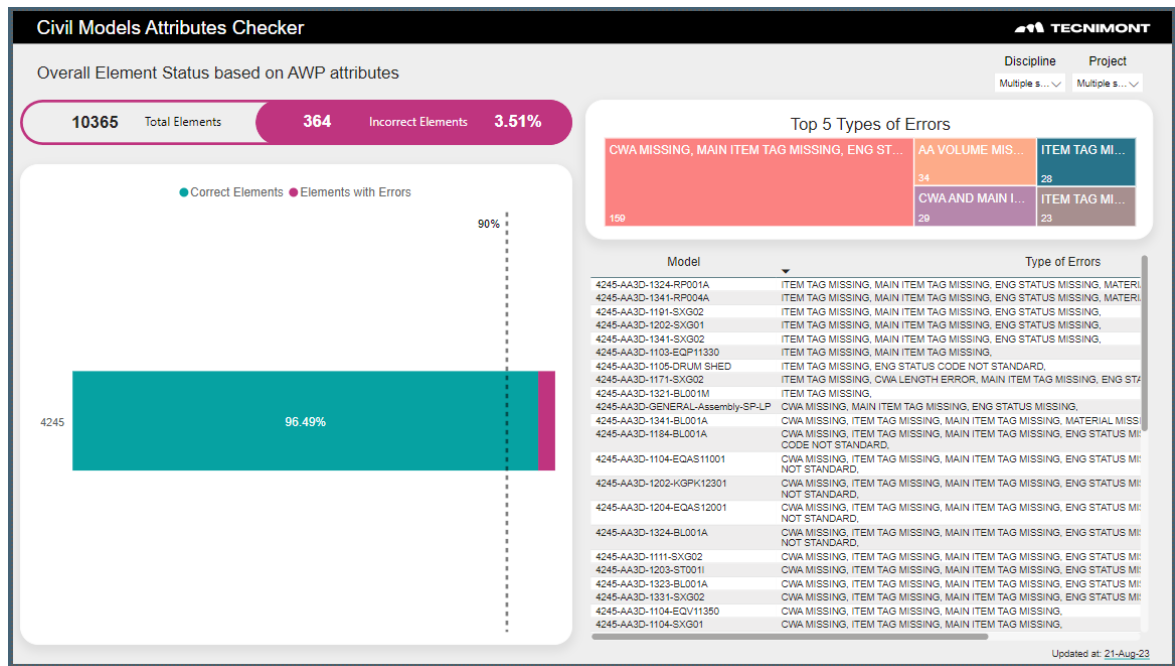 Civil Models Attributes Checker
TECNIMONT
Overall Element Status based on AWP attributes
Discipline
Project
Multiple s...
Multiple s...
10365 Total Elements
364 Incorrect Elements 3.51%
Correct Elements Elements with Errors
90%
4245
96.49%
Top 5 Types of Errors
CWA MISSING, MAIN ITEM TAG MISSING, ENG ST...
159
AA VOLUME MIS...
34
ITEM TAG MI...
28
CWA AND MAIN I...
29
ITEM TAG MI...
23
Model Type of Errors
4245-AA3D-1324-RP001A ITEM TAG MISSING, MAIN ITEM TAG MISSING, ENG STATUS MISSING, MATERI
4245-AA3D-1341-RP004A ITEM TAG MISSING, MAIN ITEM TAG MISSING, ENG STATUS MISSING, MATERI
4245-AA3D-1191-SXG02 ITEM TAG MISSING, MAIN ITEM TAG MISSING, ENG STATUS MISSING,
4245-AA3D-1202-SXG01 ITEM TAG MISSING, MAIN ITEM TAG MISSING, ENG STATUS MISSING,
4245-AA3D-1341-SXG02 ITEM TAG MISSING, MAIN ITEM TAG MISSING, ENG STATUS MISSING,
4245-AA3D-1103-EQP11330 ITEM TAG MISSING, MAIN ITEM TAG MISSING,
4245-AA3D-1105-DRUM SHED ITEM TAG MISSING, ENG STATUS CODE NOT STANDARD,
4245-AA3D-1171-SXG02 ITEM TAG MISSING, CWA LENGTH ERROR, MAIN ITEM TAG MISSING, ENG STA
4245-AA3D-1321-BL001M ITEM TAG MISSING,
4245-AA3D-GENERAL-Assembly-SP-LP CWA MISSING, MAIN ITEM TAG MISSING, ENG STATUS MISSING,
4245-AA3D-1341-BL001A CWA MISSING, ITEM TAG MISSING, MAIN ITEM TAG MISSING, MATERIAL MISSI
4245-AA3D-1184-BL001A CWA MISSING, ITEM TAG MISSING, MAIN ITEM TAG MISSING, ENG STATUS MI
CODE NOT STANDARD,
4245-AA3D-1104-EQAS11001 CWA MISSING, ITEM TAG MISSING, MAIN ITEM TAG MISSING, ENG STATUS MI
NOT STANDARD,
4245-AA3D-1202-KGPK12301 CWA MISSING, ITEM TAG MISSING, MAIN ITEM TAG MISSING, ENG STATUS MI
NOT STANDARD,
4245-AA3D-1204-EQAS12001 CWA MISSING, ITEM TAG MISSING, MAIN ITEM TAG MISSING, ENG STATUS MI
NOT STANDARD,
4245-AA3D-1324-BL001A CWA MISSING, ITEM TAG MISSING, MAIN ITEM TAG MISSING, ENG STATUS MI
NOT STANDARD,
4245-AA3D-1111-SXG02 CWA MISSING, ITEM TAG MISSING, MAIN ITEM TAG MISSING, ENG STATUS MI
4245-AA3D-1203-ST001I CWA MISSING, ITEM TAG MISSING, MAIN ITEM TAG MISSING, ENG STATUS MI
4245-AA3D-1323-BL001A CWA MISSING, ITEM TAG MISSING, MAIN ITEM TAG MISSING, ENG STATUS MI
4245-AA3D-1331-SXG02 CWA MISSING, ITEM TAG MISSING, MAIN ITEM TAG MISSING, ENG STATUS MI
4245-AA3D-1104-EQV11350 CWA MISSING, ITEM TAG MISSING, MAIN ITEM TAG MISSING,
4245-AA3D-1104-SXG01 CWA MISSING, ITEM TAG MISSING, MAIN ITEM TAG MISSING,
Updated at: 21-Aug-23